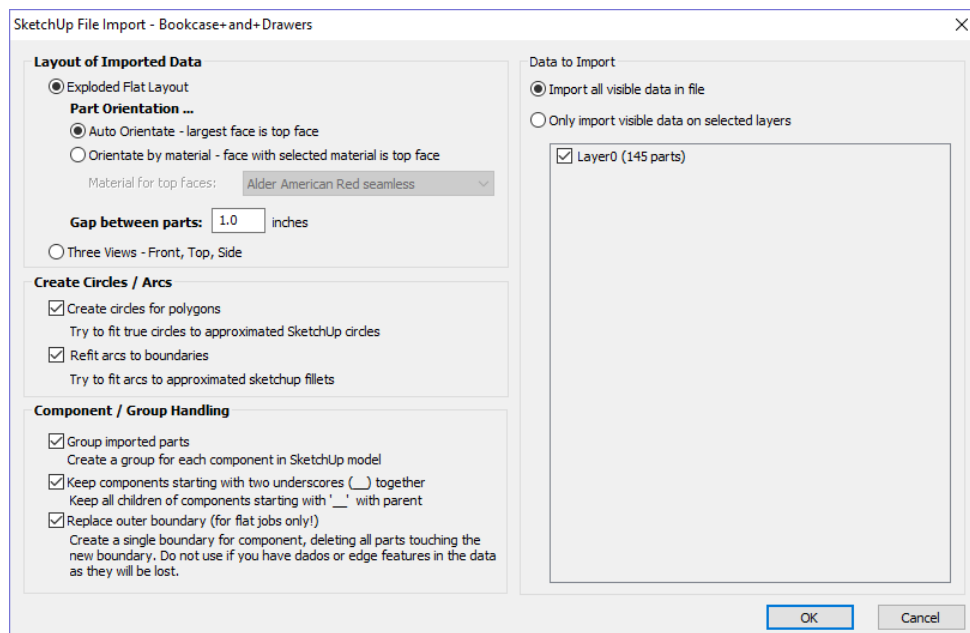 SketchUp File Import - Bookcase+and+Drawers
Layout of Imported Data
Exploded Flat Layout
Part Orientation ...
Auto Orientate - largest face is top face
Orientate by material - face with selected material is top face
Material for top faces: Alder American Red seamless
Gap between parts: 1.0 inches
Three Views - Front, Top, Side
Create Circles / Arcs
Create circles for polygons
Try to fit true circles to approximated SketchUp circles
Refit arcs to boundaries
Try to fit arcs to approximated sketchup fillets
Component / Group Handling
Group imported parts
Create a group for each component in SketchUp model
Keep components starting with two underscores (__) together
Keep all children of components starting with '__' with parent
Replace outer boundary (for flat jobs only!)
Create a single boundary for component, deleting all parts touching the
new boundary. Do not use if you have dados or edge features in the data
as they will be lost.
Data to Import
Import all visible data in file
Only import visible data on selected layers
Layer0 (145 parts)
OK
Cancel